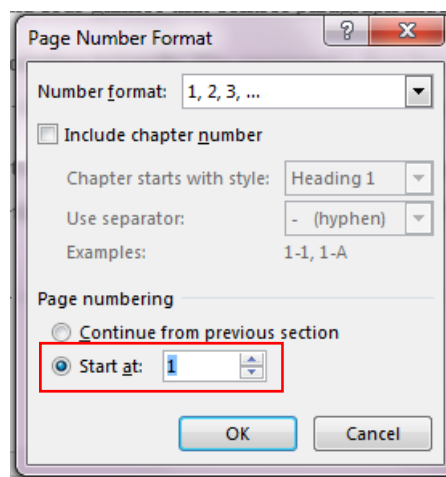 Page Number Format
Number format: 1, 2, 3, ...
Include chapter number
Chapter starts with style: Heading 1
Use separator: - (hyphen)
Examples: 1-1, 1-A
Page numbering
Continue from previous section
Start at: 1
OK Cancel